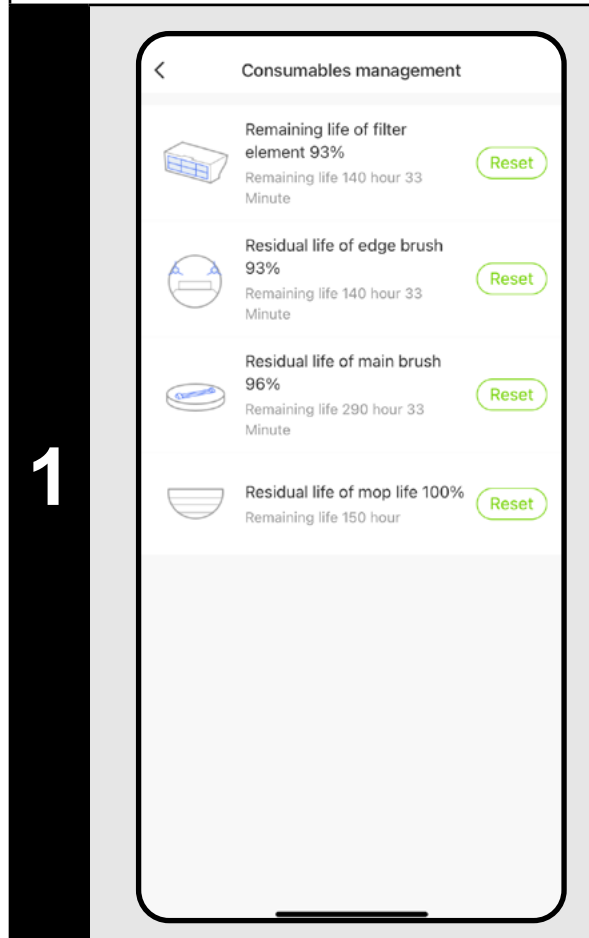 Consumables management
Remaining life of filter
element 93%
Remaining life 140 hour 33
Minute
Reset
Residual life of edge brush
93%
Remaining life 140 hour 33
Minute
Reset
Residual life of main brush
96%
Remaining life 290 hour 33
Minute
Reset
1
Residual life of mop life 100%
Remaining life 150 hour
Reset